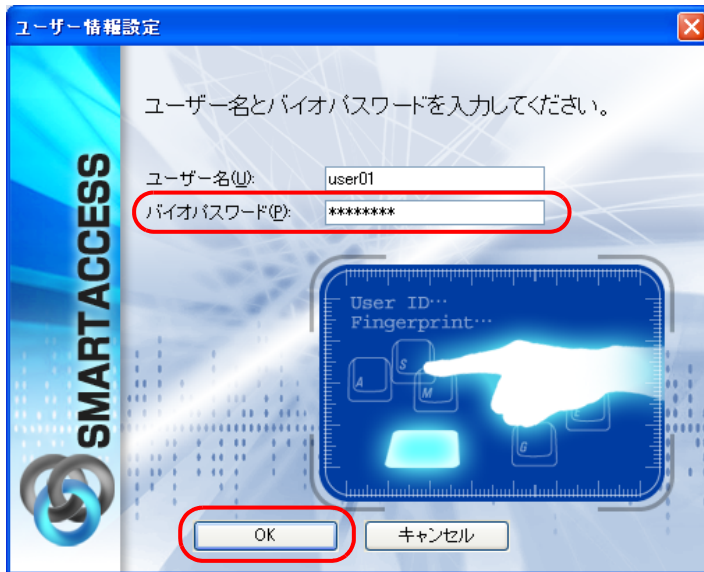 ユーザー情報設定
ユーザー名とバイオパスワードを入力してください。
ユーザー名(U): user01
バイオパスワード(P): ********
SMARTACCESS
User ID…
Fingerprint…
S
A
M
G
E
OK キャンセル